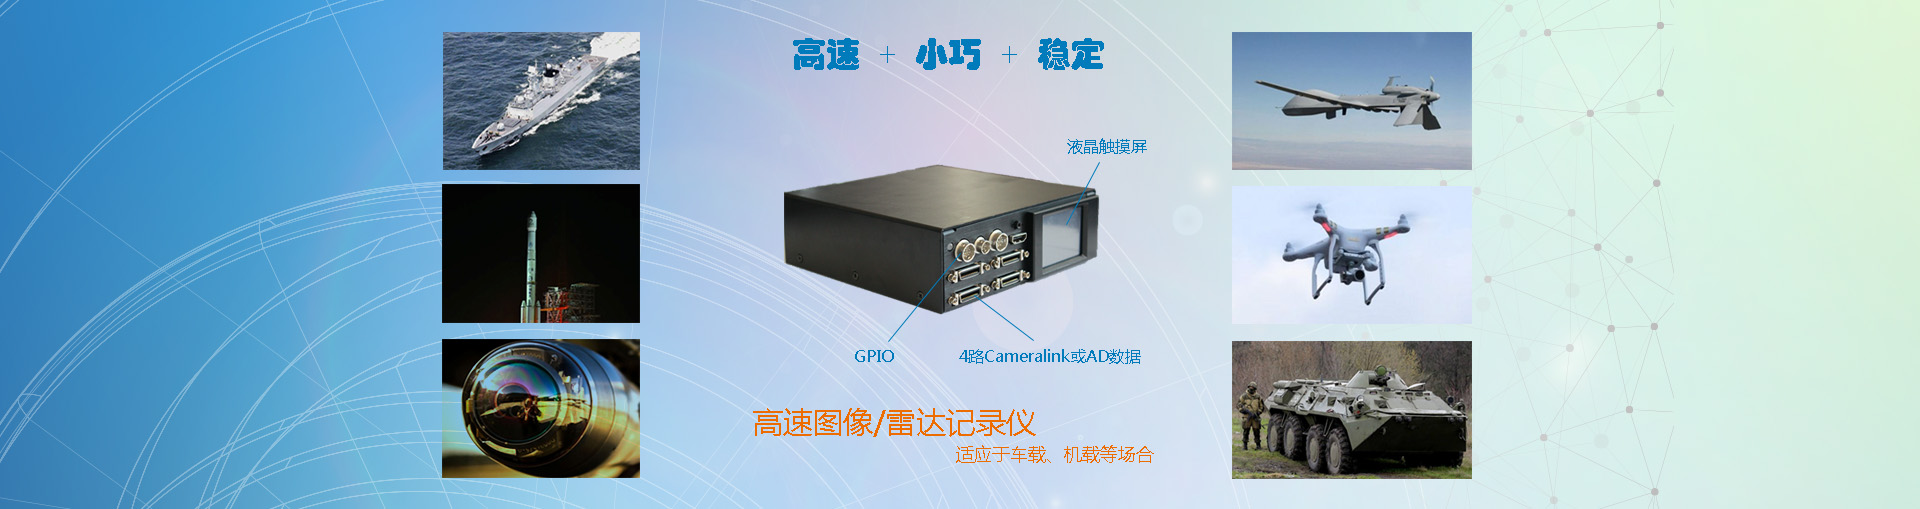 高速 + 小巧 + 稳定
液晶触摸屏
GPIO
4路Cameralink或AD数据
高速图像/雷达记录仪
适应于车载、机载等场合